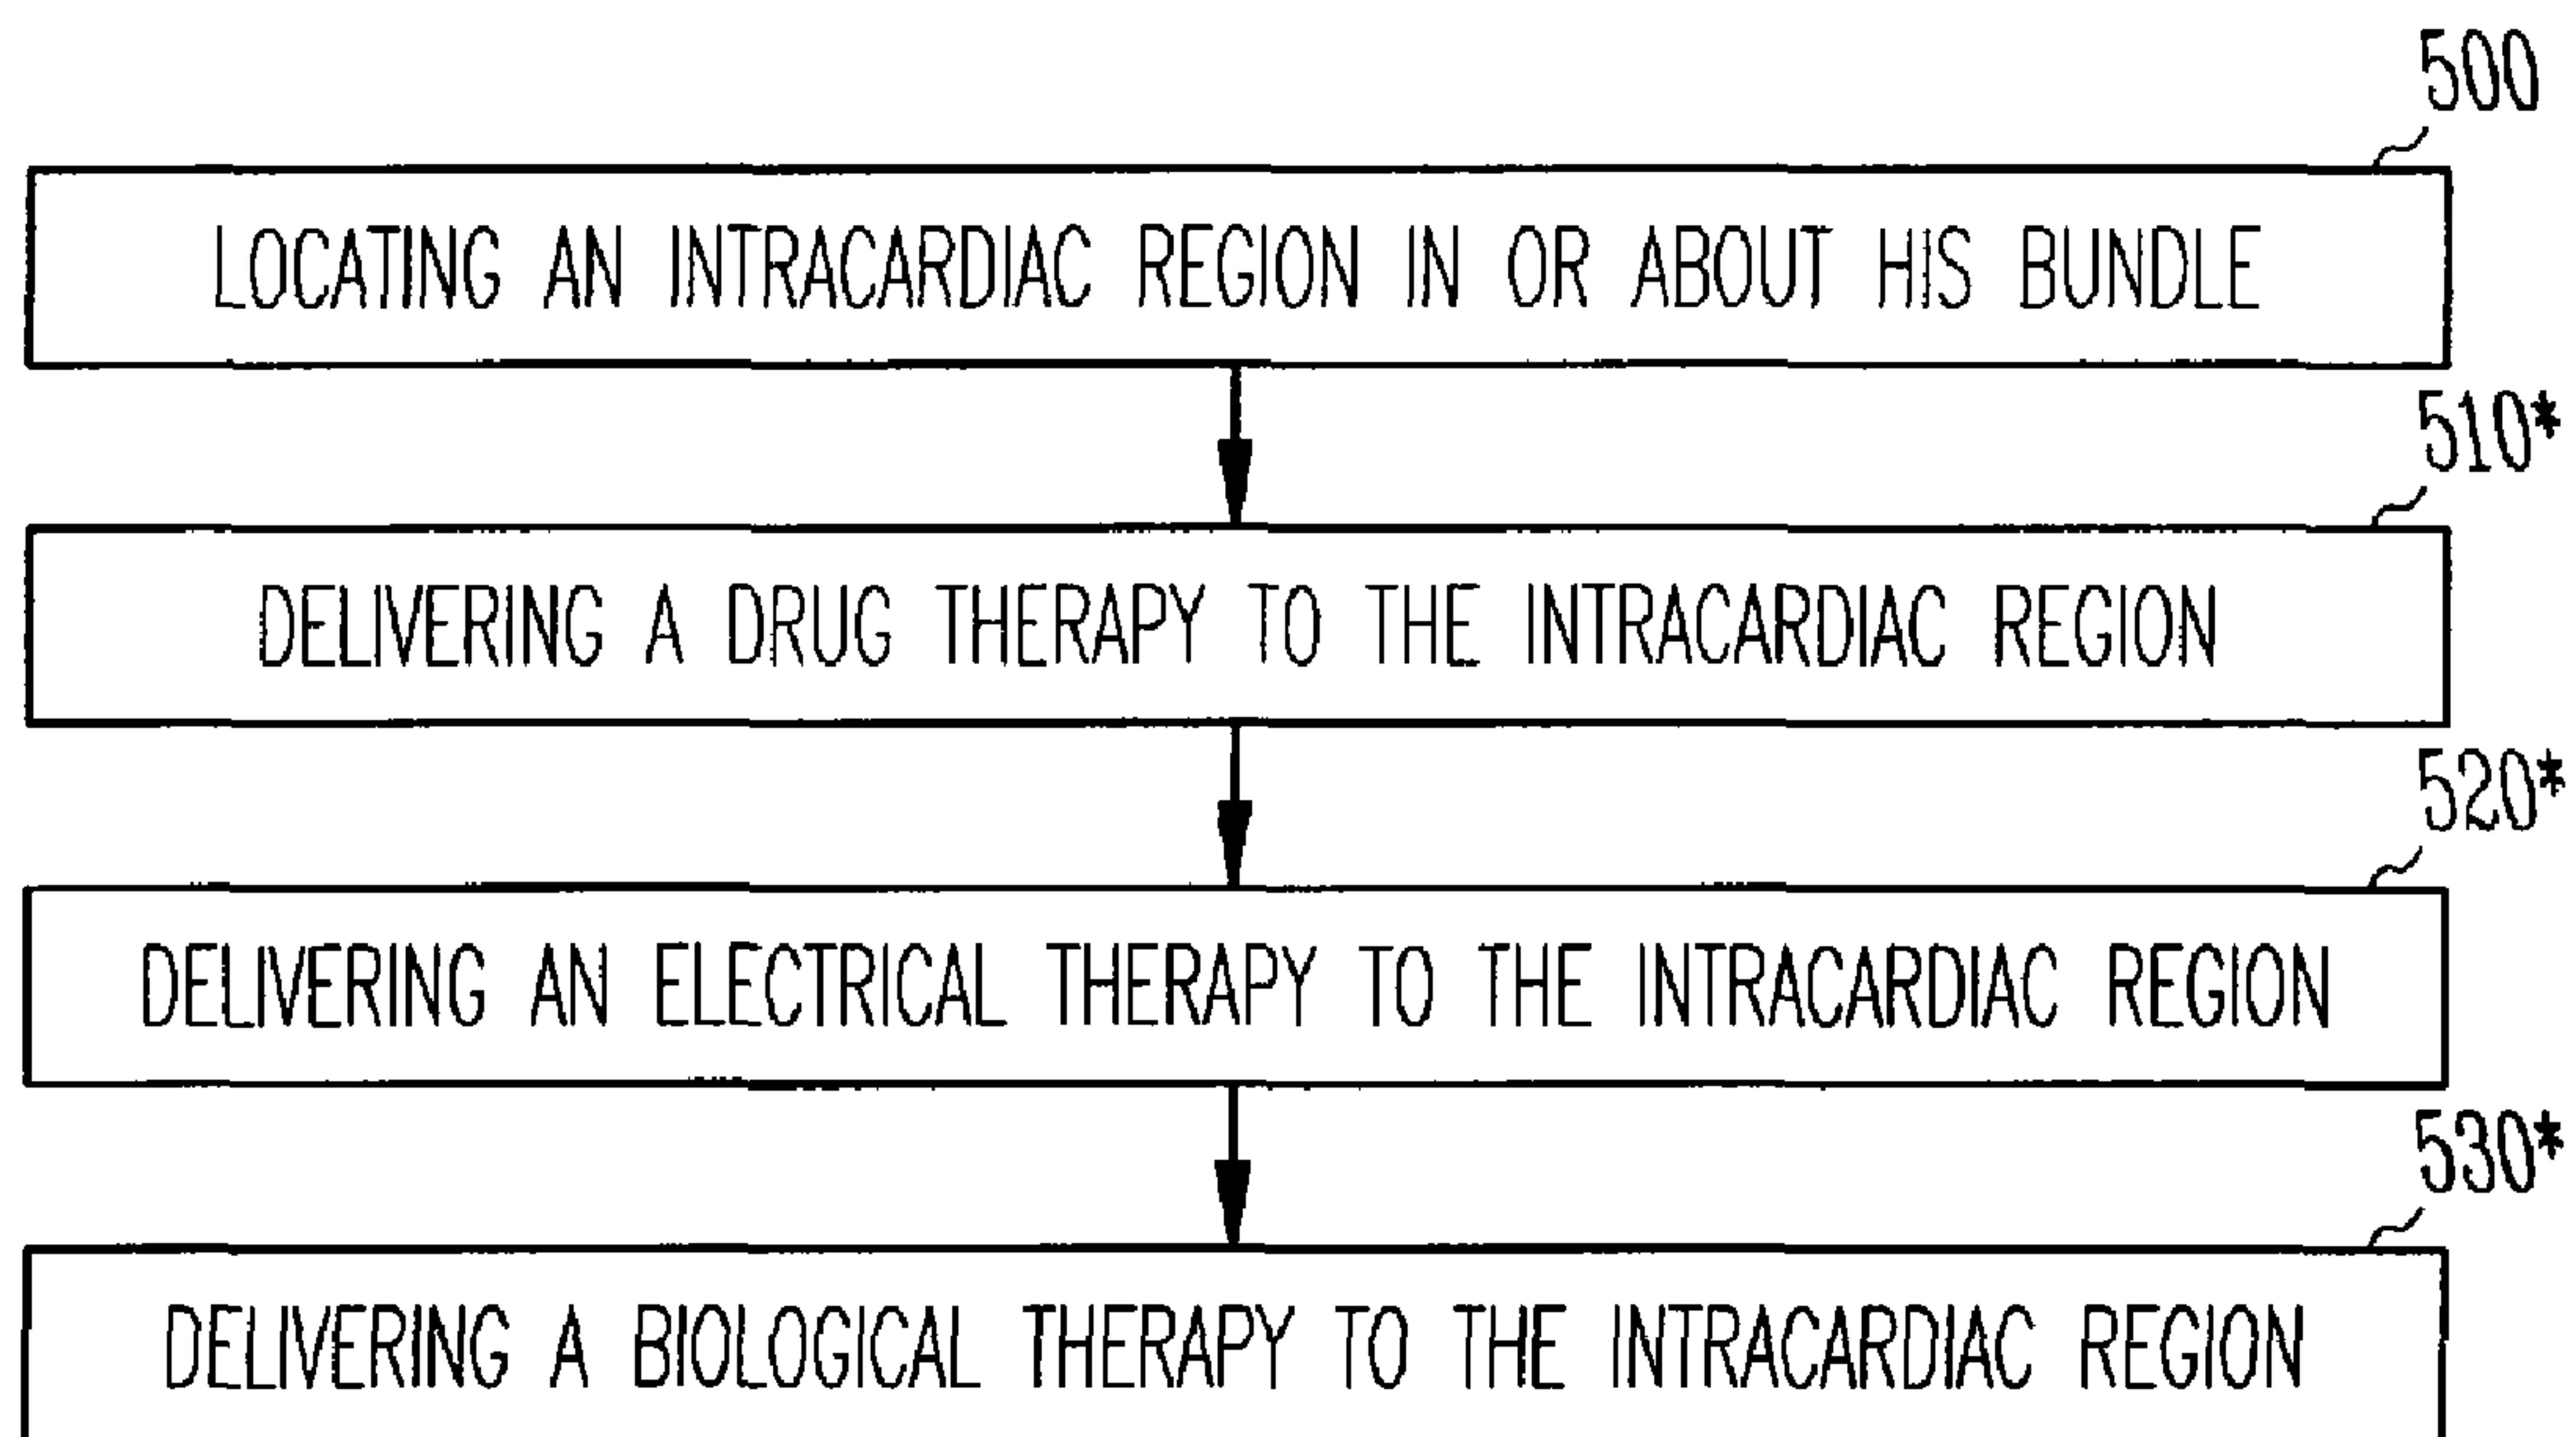 500
LOCATING AN INTRACARDIAC REGION IN OR ABOUT HIS BUNDLE
510*
DELIVERING A DRUG THERAPY TO THE INTRACARDIAC REGION
520*
DELIVERING AN ELECTRICAL THERAPY TO THE INTRACARDIAC REGION
530*
DELIVERING A BIOLOGICAL THERAPY TO THE INTRACARDIAC REGION